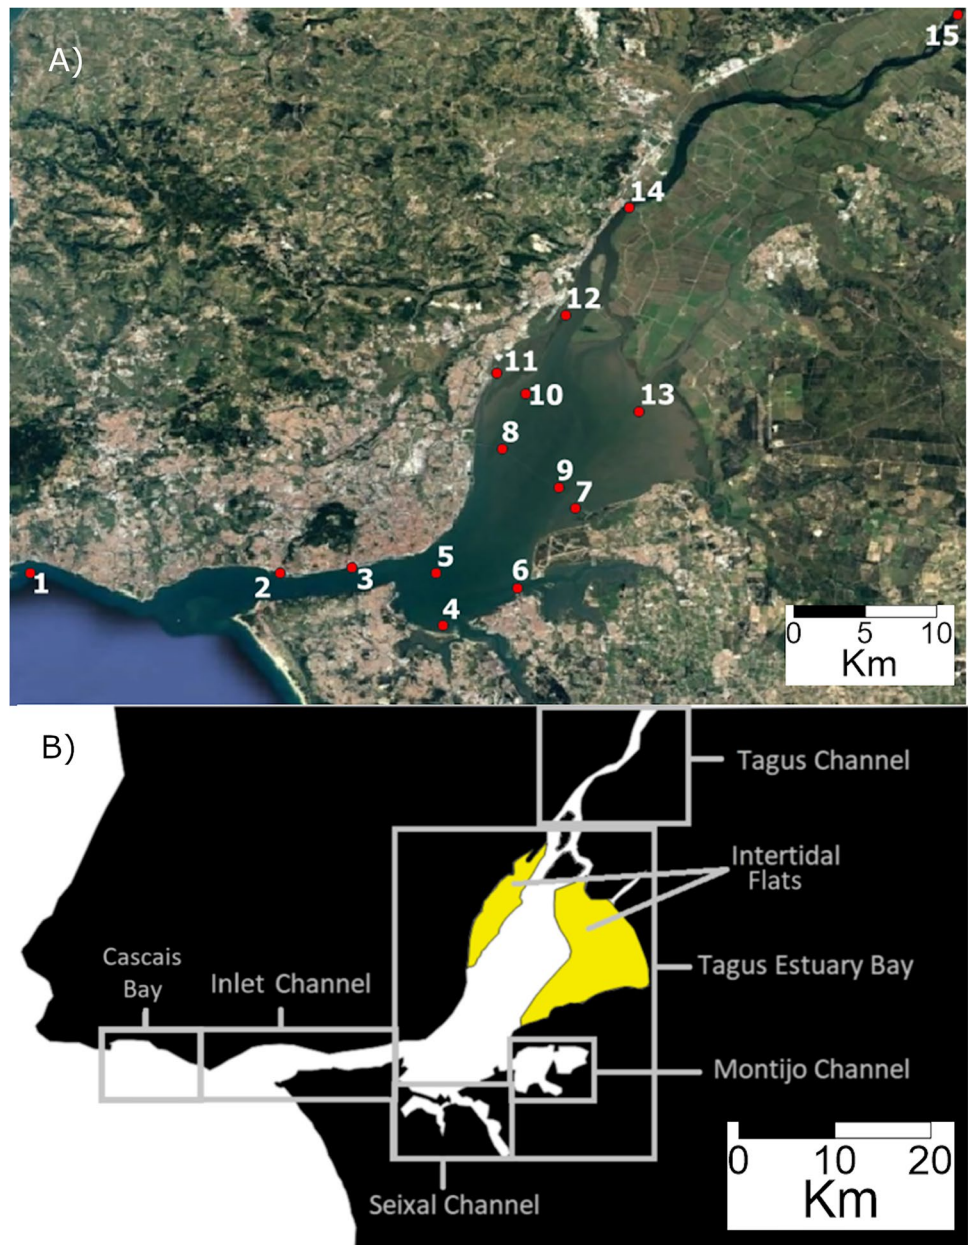 A)
15
14
12
11
10
13
8
9
7
5
6
1
2
3
4
0 5 10
Km
B)
Tagus Channel
Intertidal
Flats
Cascais
Bay
Inlet Channel
Tagus Estuary Bay
Montijo Channel
Seixal Channel
0 10 20
Km